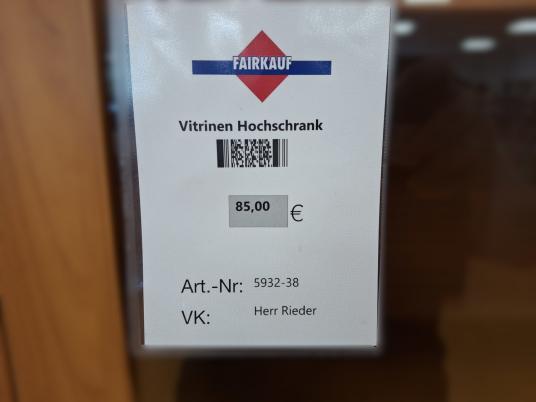 FAIRKAUF
Vitrinen Hochschrank
85,00 €
Art.-Nr: 5932-38
VK: Herr Rieder